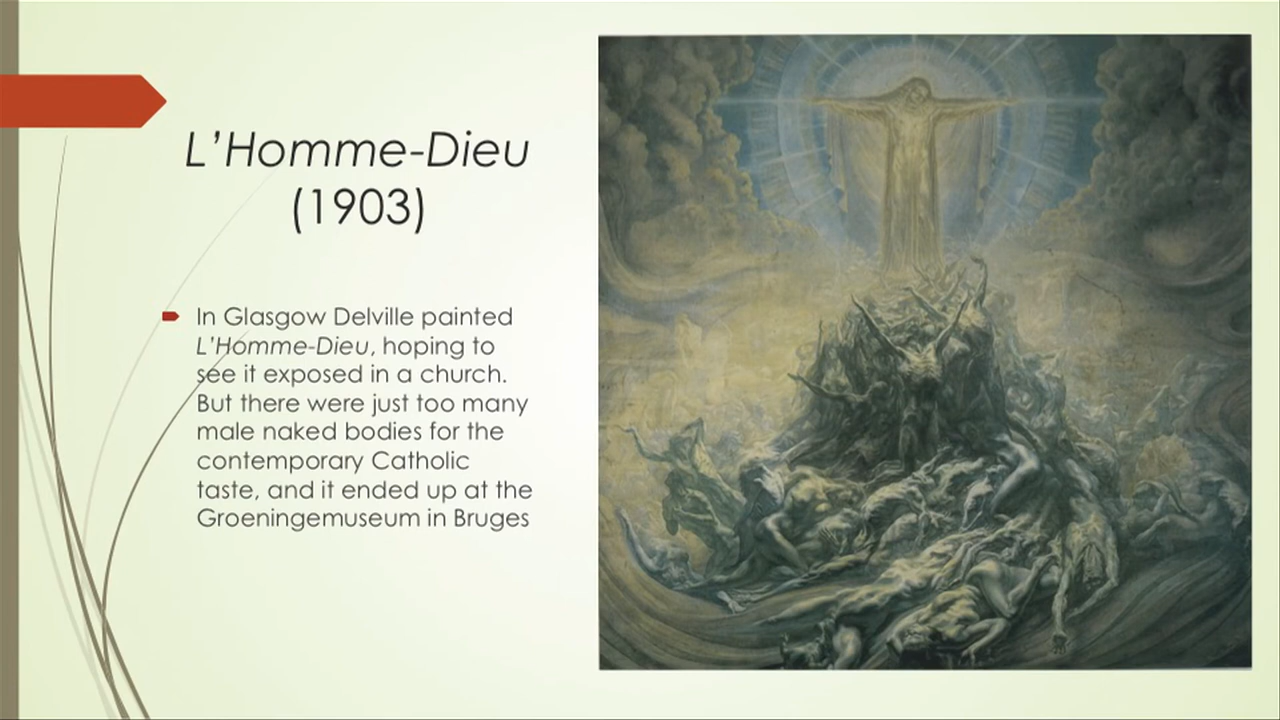 L’Homme-Dieu
(1903)
In Glasgow Delville painted
L’Homme-Dieu, hoping to
see it exposed in a church.
But there were just too many
male naked bodies for the
contemporary Catholic
taste, and it ended up at the
Groeningemuseum in Bruges